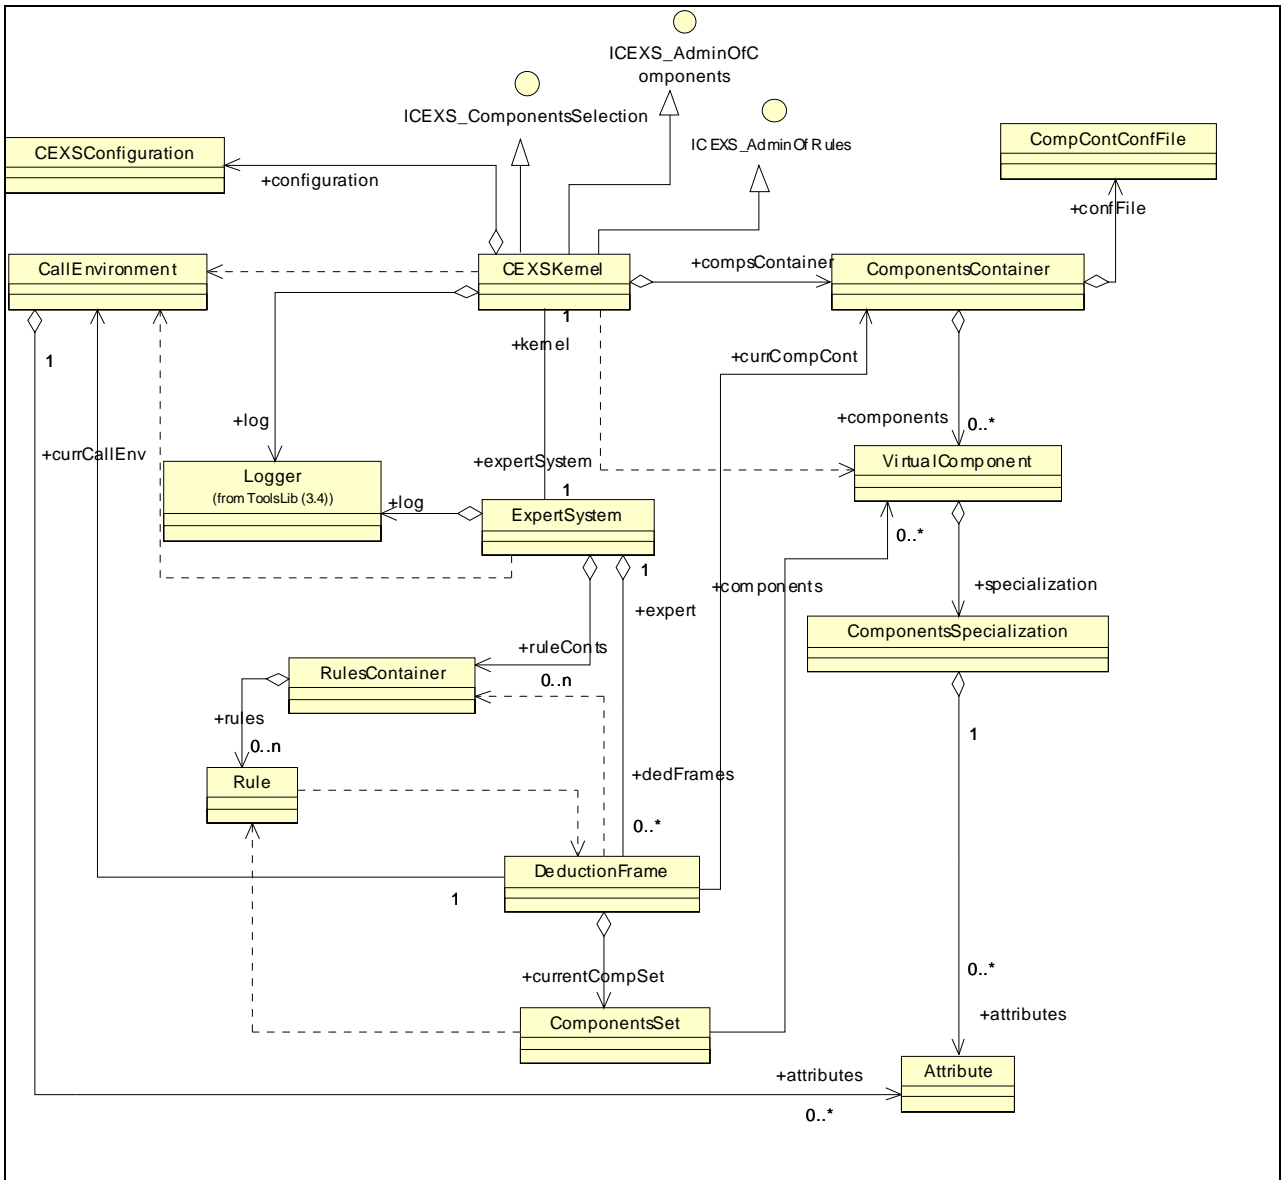 ICEXS_AdminOfC
omponents
ICEXS_ComponentsSelection
ICEXS_AdminOfRules
CEXSConfiguration
CompContConfFile
+configuration
+confFile
CallEnvironment
CEXSKernel
+compsContainer
ComponentsContainer
1
+kernel
1
+currCompCont
+log
+components
0..*
+currCallEnv
+expertSystem
VirtualComponent
Logger
(from ToolsLib (3.4))
+log
1
ExpertSystem
0..*
1
+components
+specialization
+expert
ComponentsSpecialization
+ruleConts
RulesContainer
0..n
+rules
0..n
1
Rule
+dedFrames
0..*
DeductionFrame
1
+currentCompSet
0..*
ComponentsSet
+attributes
Attribute
+attributes
0..*